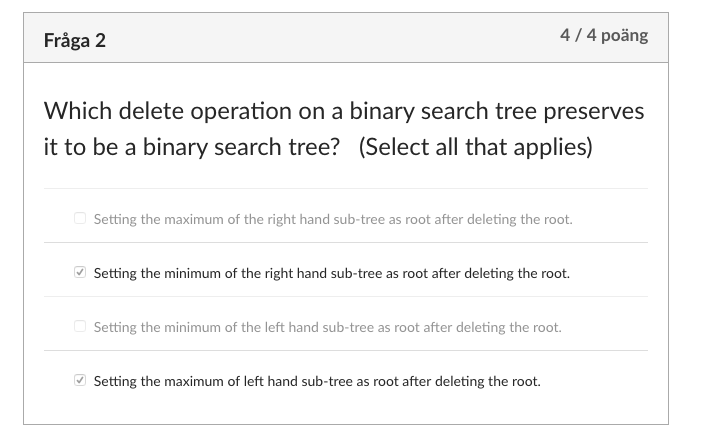 Fråga 2
4 / 4 poäng
Which delete operation on a binary search tree preserves
it to be a binary search tree? (Select all that applies)
Setting the maximum of the right hand sub-tree as root after deleting the root.
Setting the minimum of the right hand sub-tree as root after deleting the root.
Setting the minimum of the left hand sub-tree as root after deleting the root.
Setting the maximum of left hand sub-tree as root after deleting the root.